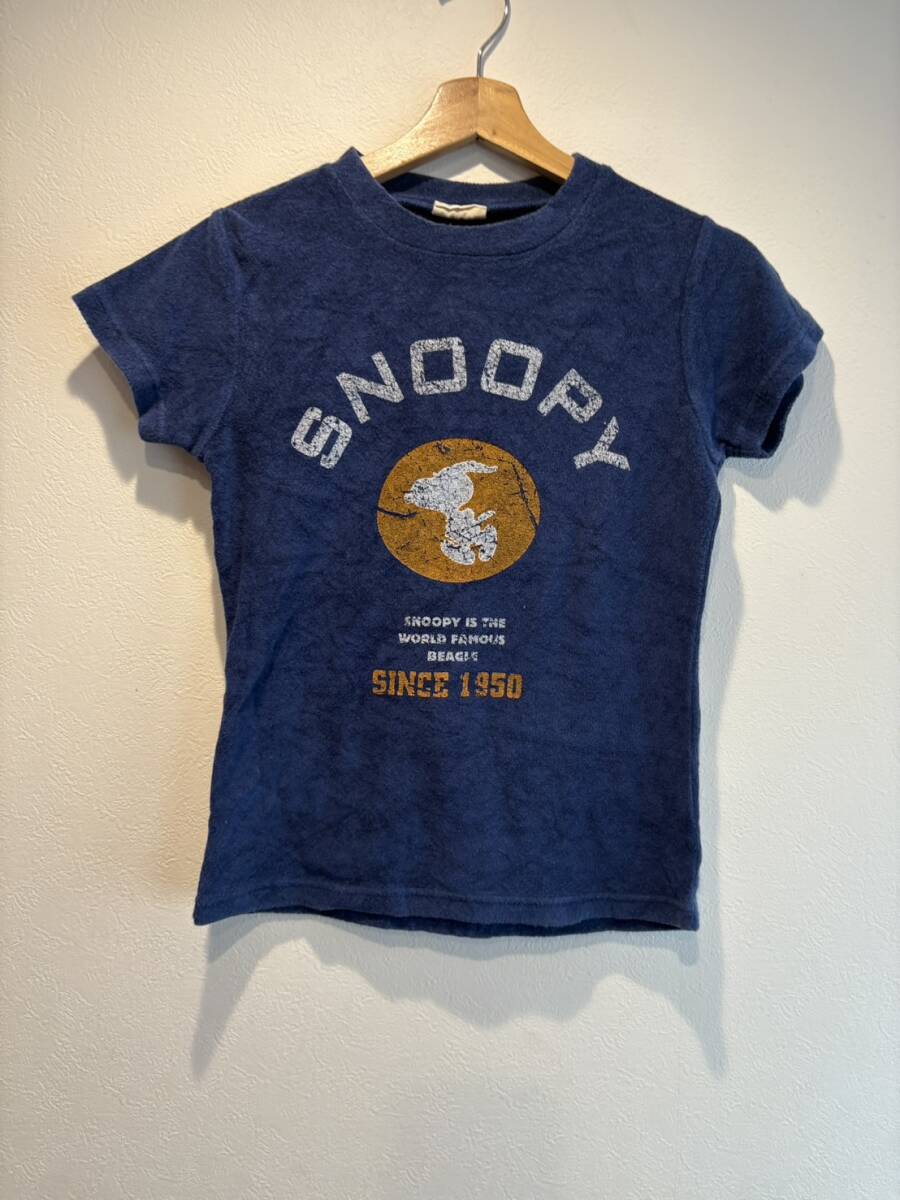 SNOOPY
SNOOPY IS THE
WORLD FAMOUS
BEAGLE
SINCE 1950